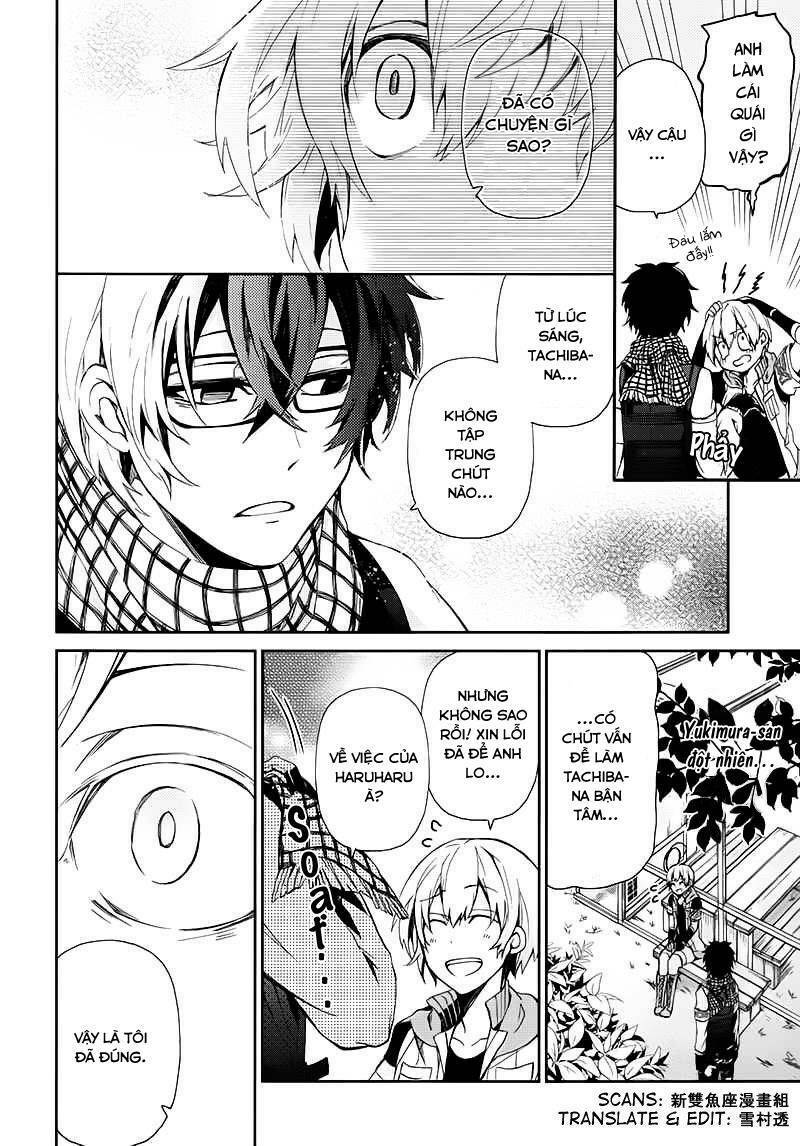 ANH
LÀM
CÁI
QUÁI
GÌ
VẬY?
VẬY CẬU
...
Đau lắm
đấy!!
Phẩy
ĐÃ CÓ
CHUYỆN GÌ
SAO?
TỪ LÚC
SÁNG,
TACHIBA-
NA...
KHÔNG
TẬP
TRUNG
CHÚT
NÀO...
Yukimura-san
đột nhiên...
...CÓ
CHÚT VẤN
ĐỀ LÀM
TACHIBA-
NA BẬN
TÂM.
NHƯNG
KHÔNG SAO
RỒI! XIN LỖI
ĐÃ ĐỂ ANH
LO...
VỀ VIỆC CỦA
HARUHARU
À?
Soạt...
VẬY LÀ TÔI
ĐÃ ĐÚNG.
SCANS: 新雙魚座漫畫組
TRANSLATE & EDIT: 雪村透